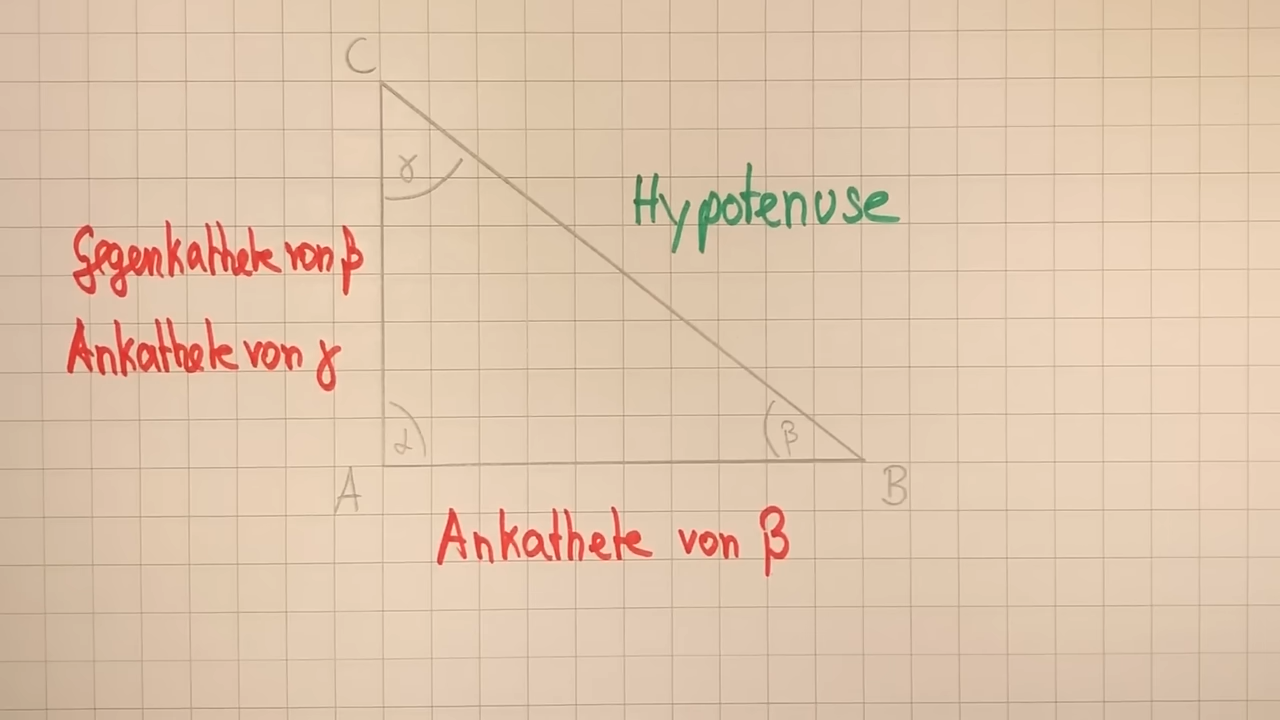 C
γ
Hypotenuse
Gegenkathete von β
Ankathete von γ
α
β
A
B
Ankathete von β